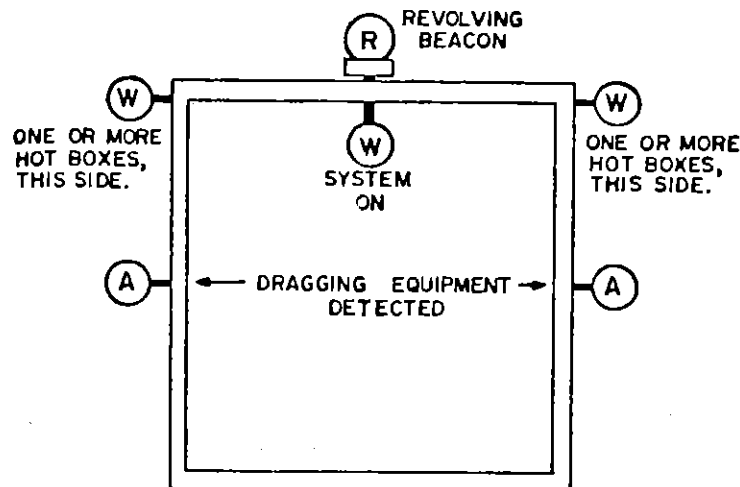 R
REVOLVING
BEACON
W
W
ONE OR MORE
HOT BOXES,
THIS SIDE.
W
SYSTEM
ON
ONE OR MORE
HOT BOXES,
THIS SIDE.
A
DRAGGING EQUIPMENT
DETECTED
A